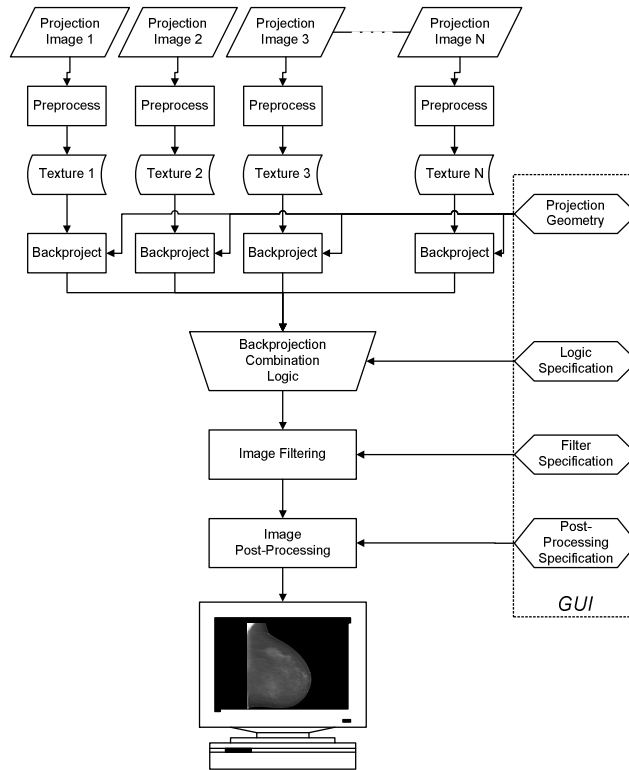 Projection
Image 1
Projection
Image 2
Projection
Image 3
Projection
Image N
Preprocess
Preprocess
Preprocess
Preprocess
Texture 1
Texture 2
Texture 3
Texture N
Projection
Geometry
Backproject
Backproject
Backproject
Backproject
Backprojection
Combination
Logic
Logic
Specification
Image Filtering
Filter
Specification
Image
Post-Processing
Post-
Processing
Specification
GUI